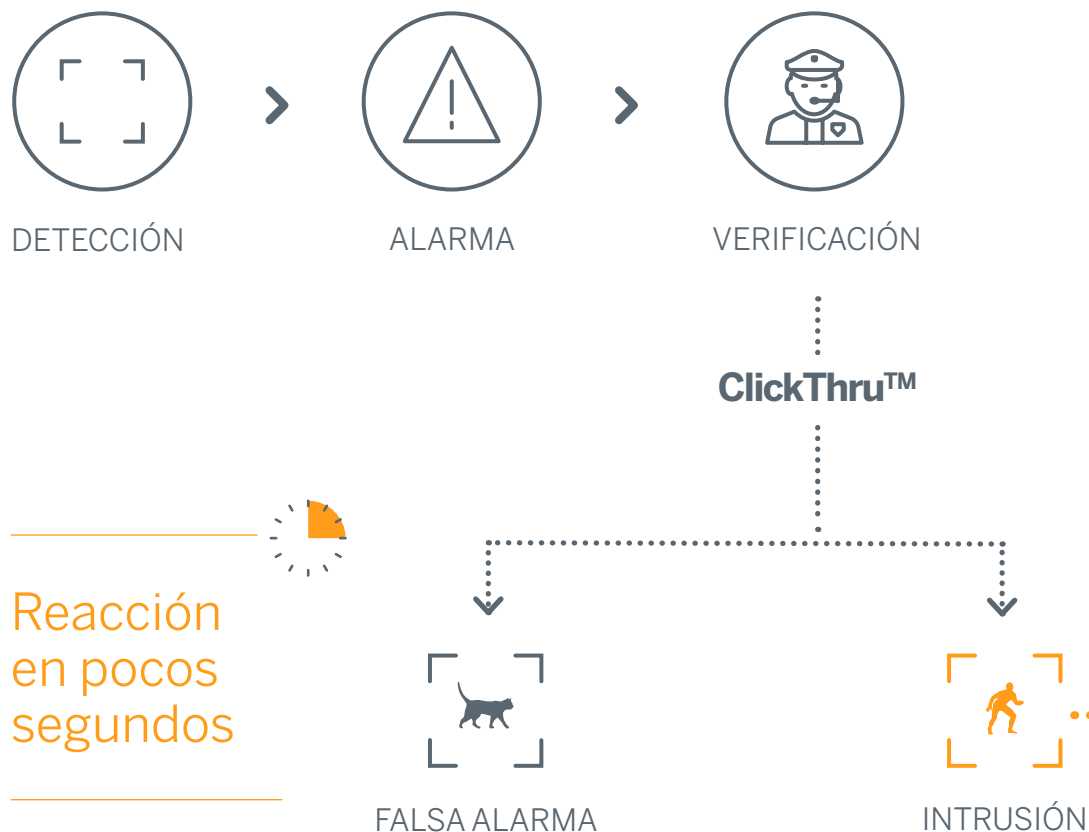 DETECCIÓN
ALARMA
VERIFICACIÓN
ClickThru™
Reacción
en pocos
segundos
FALSA ALARMA
INTRUSIÓN